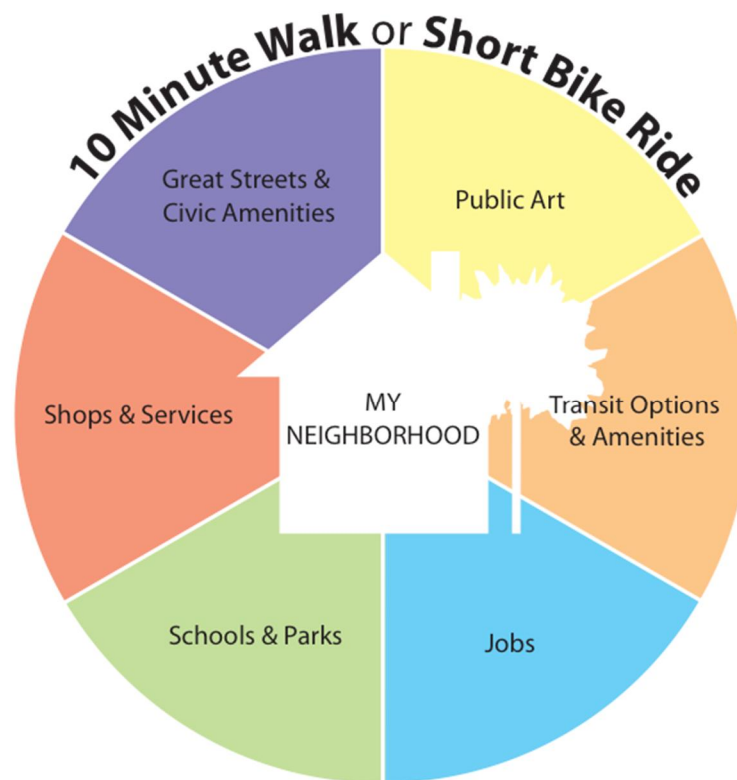 10 Minute Walk or Short Bike Ride
Great Streets &
Civic Amenities
Public Art
Shops & Services
MY
NEIGHBORHOOD
Transit Options
& Amenities
Schools & Parks
Jobs